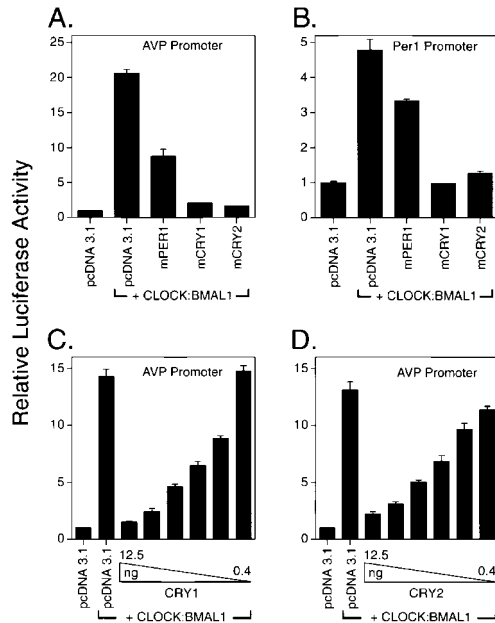 A.
AVP Promoter
25
20
15
10
5
0
pcDNA 3.1
pcDNA 3.1
mPER1
mCRY1
mCRY2
+ CLOCK:BMAL1
B.
Per1 Promoter
5
4
3
2
1
0
pcDNA 3.1
pcDNA 3.1
mPER1
mCRY1
mCRY2
+ CLOCK:BMAL1
Relative Luciferase Activity
C.
AVP Promoter
15
10
5
0
pcDNA 3.1
pcDNA 3.1
12.5
ng
0.4
CRY1
+ CLOCK:BMAL1
D.
AVP Promoter
15
10
5
0
pcDNA 3.1
pcDNA 3.1
12.5
ng
0.4
CRY2
+ CLOCK:BMAL1